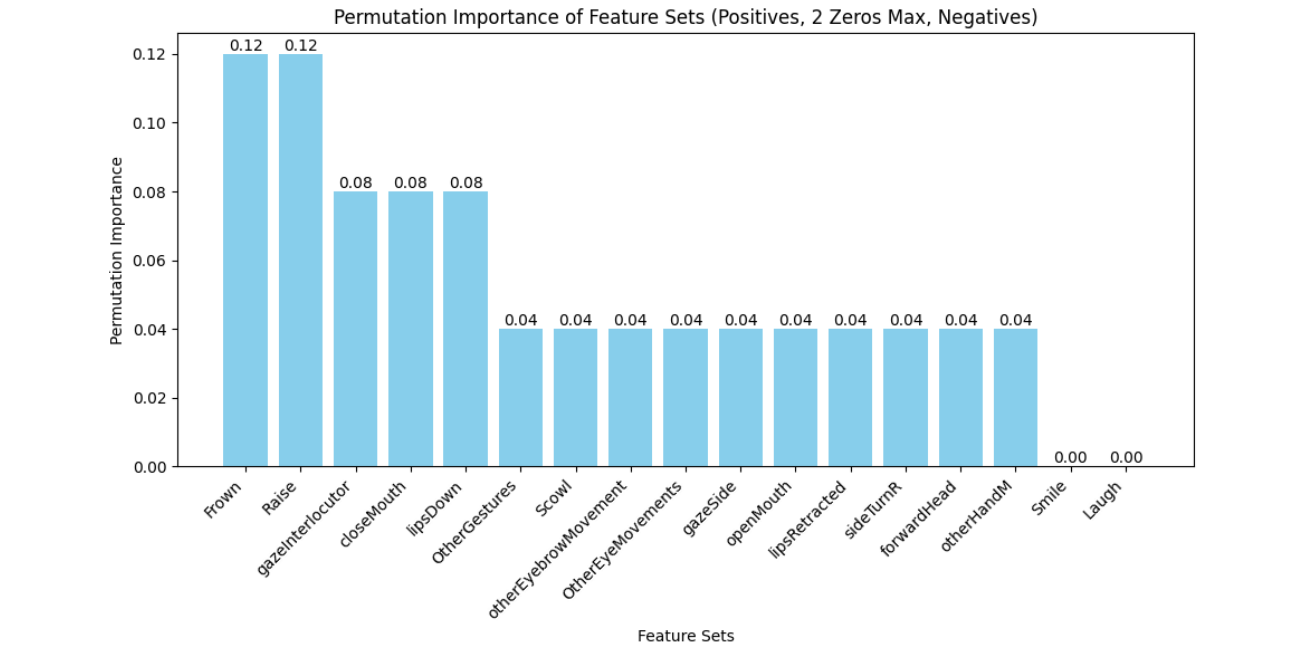 Permutation Importance of Feature Sets (Positives, 2 Zeros Max, Negatives)
Permutation Importance
0.12
0.10
0.08
0.06
0.04
0.02
0.00
0.12
0.12
0.08
0.08
0.08
0.04
0.04
0.04
0.04
0.04
0.04
0.04
0.04
0.04
0.04
0.00
0.00
Frown
Raise
gazeInterlocutor
closeMouth
lipsDown
OtherGestures
Scowl
otherEyebrowMovement
OtherEyeMovements
gazeSide
openMouth
lipsRetracted
sideTurnR
forwardHead
otherHandM
Smile
Laugh
Feature Sets